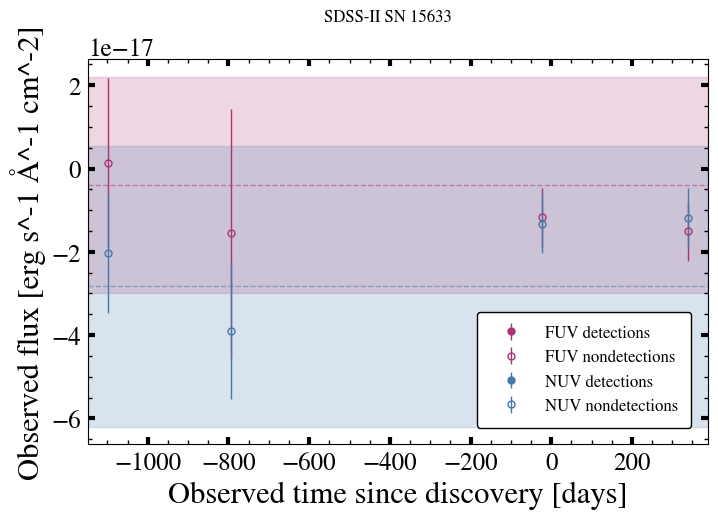 SDSS-II SN 15633
1e−17
2
0
−2
−4
−6
Observed flux [erg s^-1 Å^-1 cm^-2]
FUV detections
FUV nondetections
NUV detections
NUV nondetections
−1000 −800 −600 −400 −200 0 200
Observed time since discovery [days]